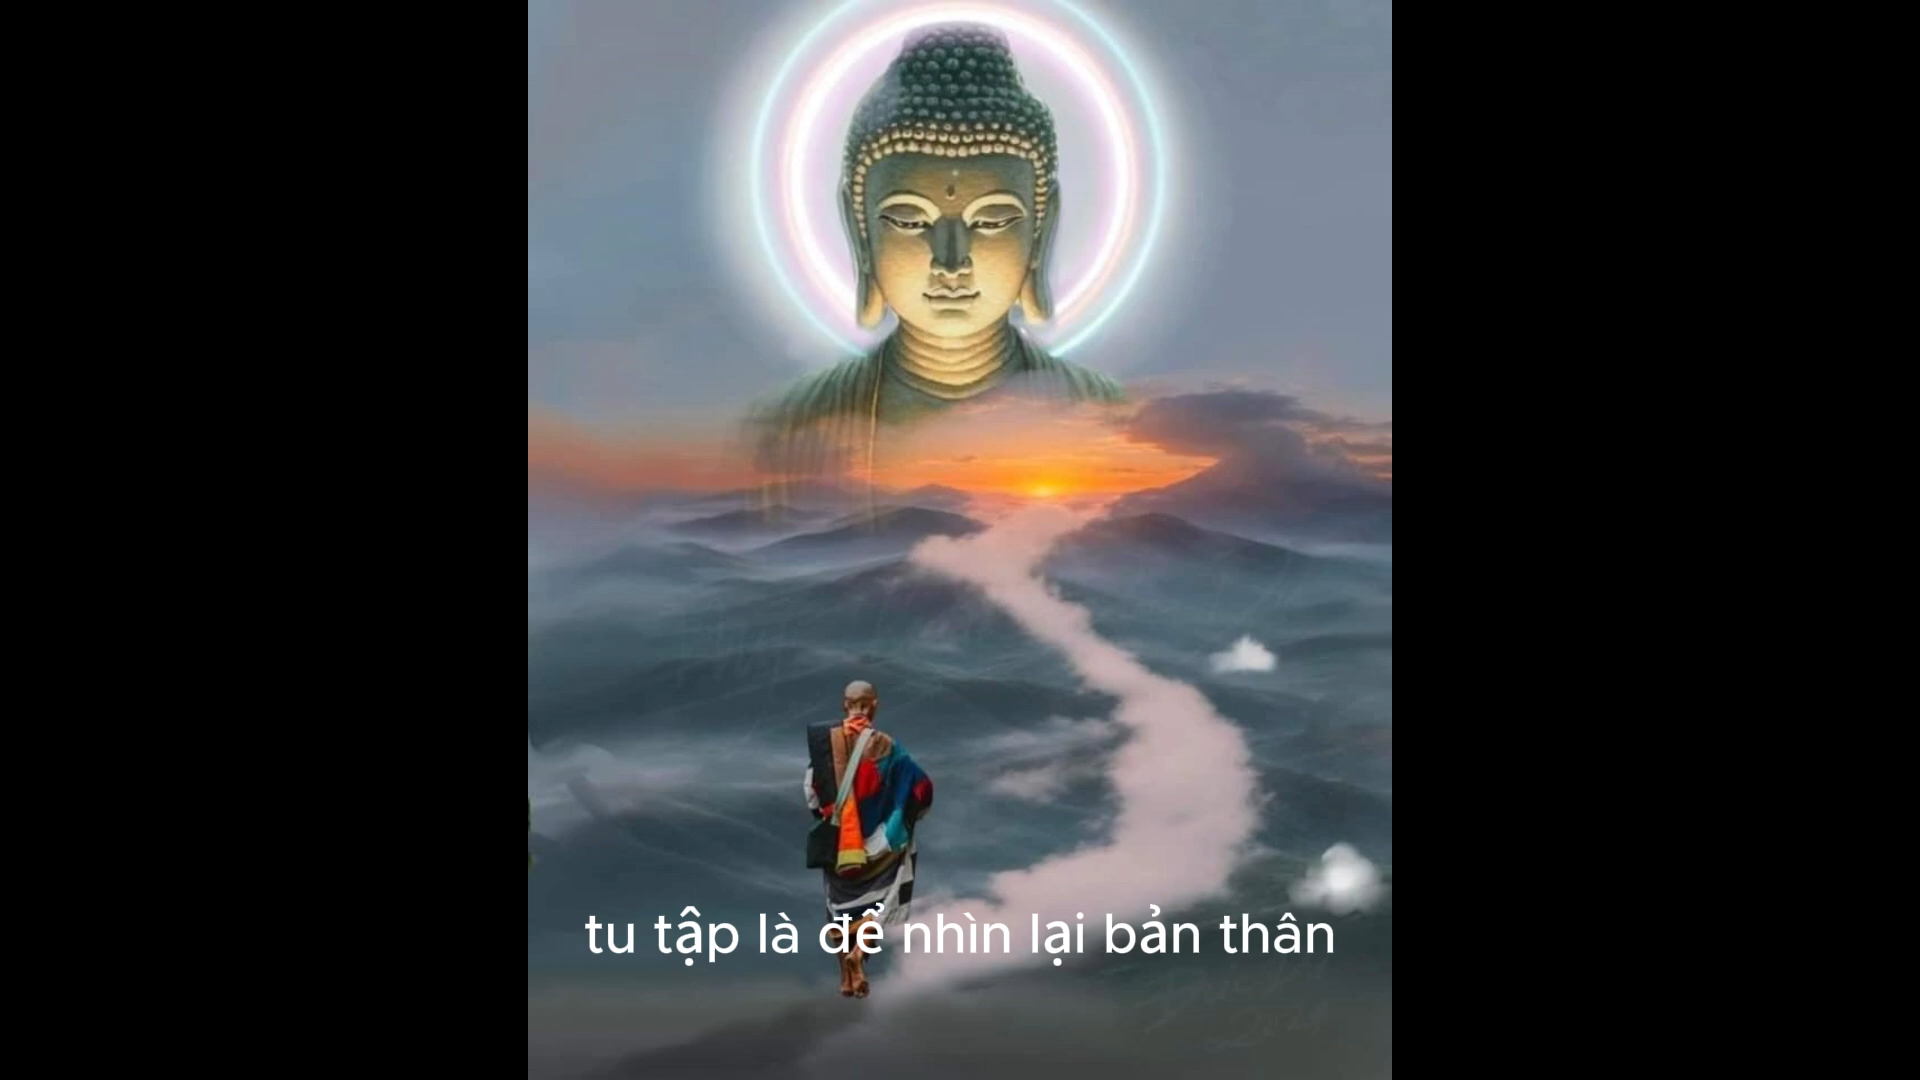 tu tập là để nhìn lại bản thân